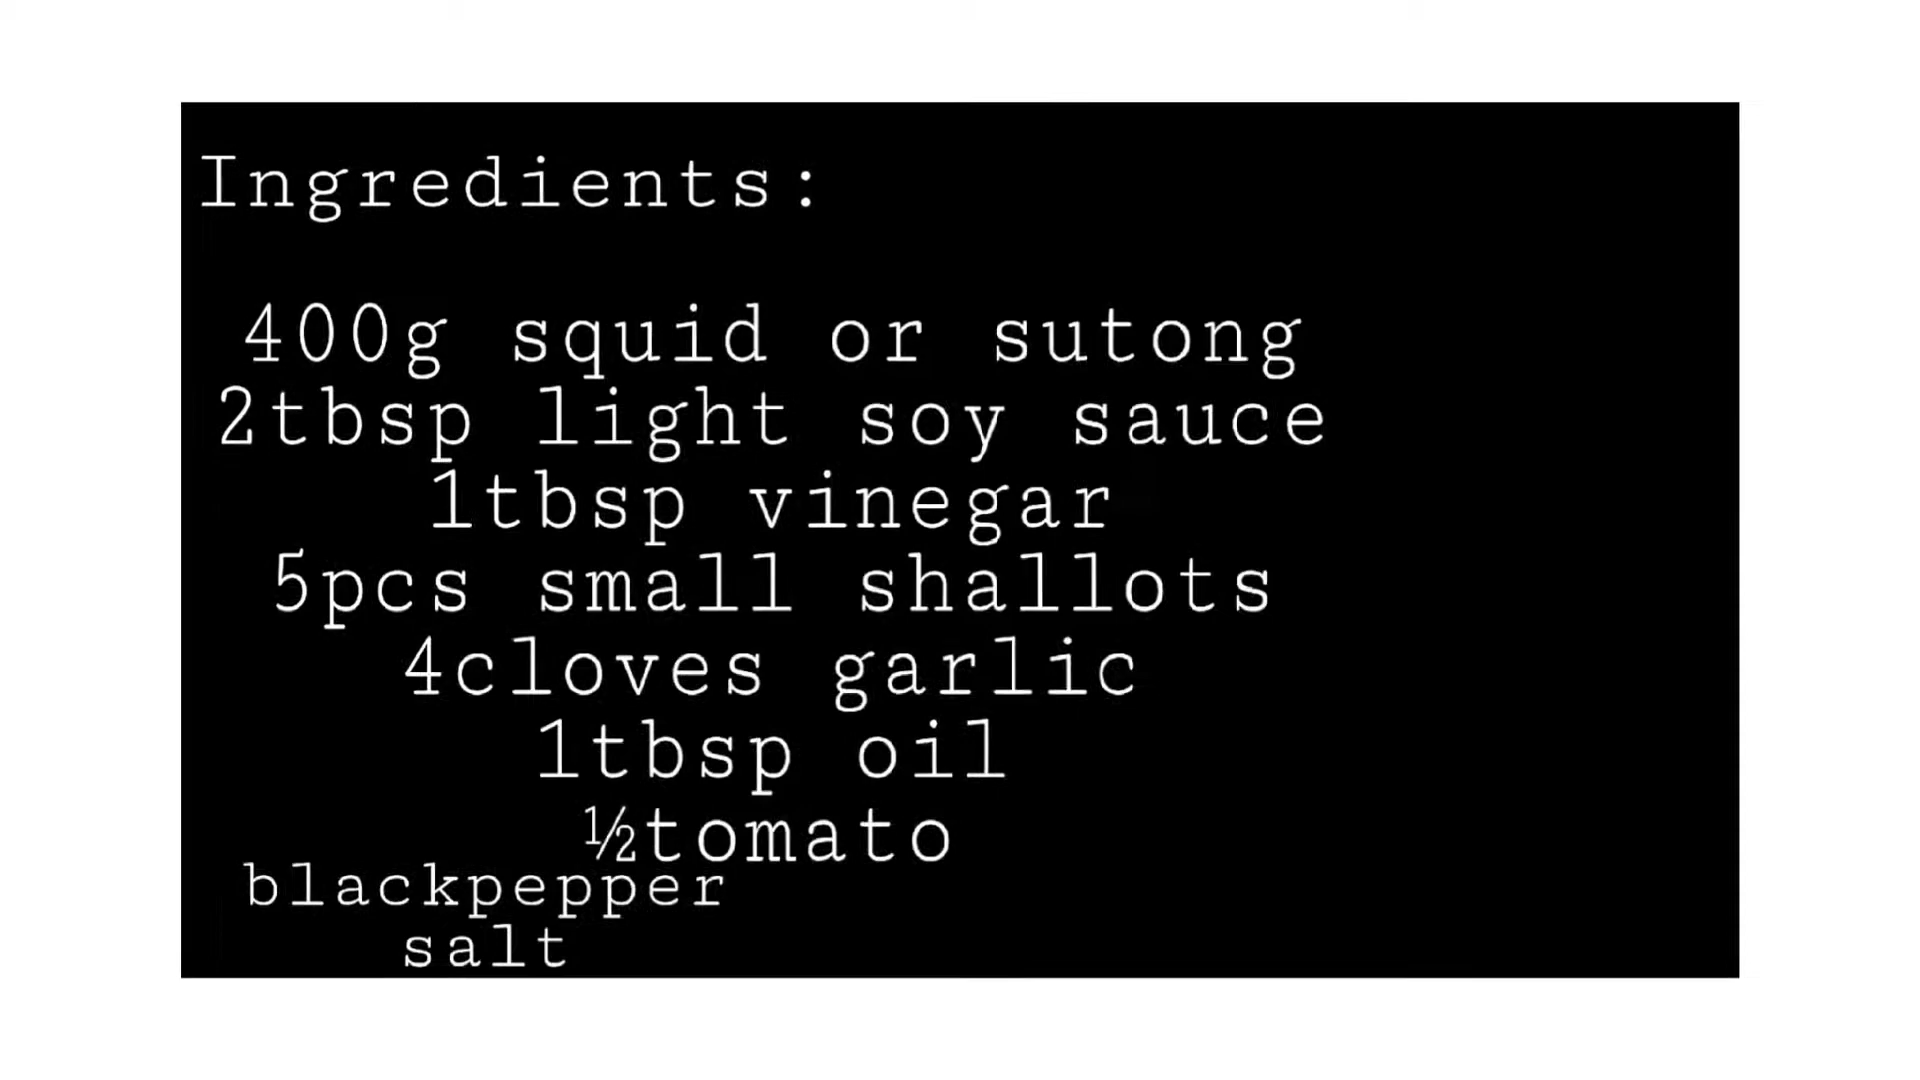 Ingredients:
400g squid or sutong
2tbsp light soy sauce
1tbsp vinegar
5pcs small shallots
4cloves garlic
1tbsp oil
½tomato
blackpepper
salt